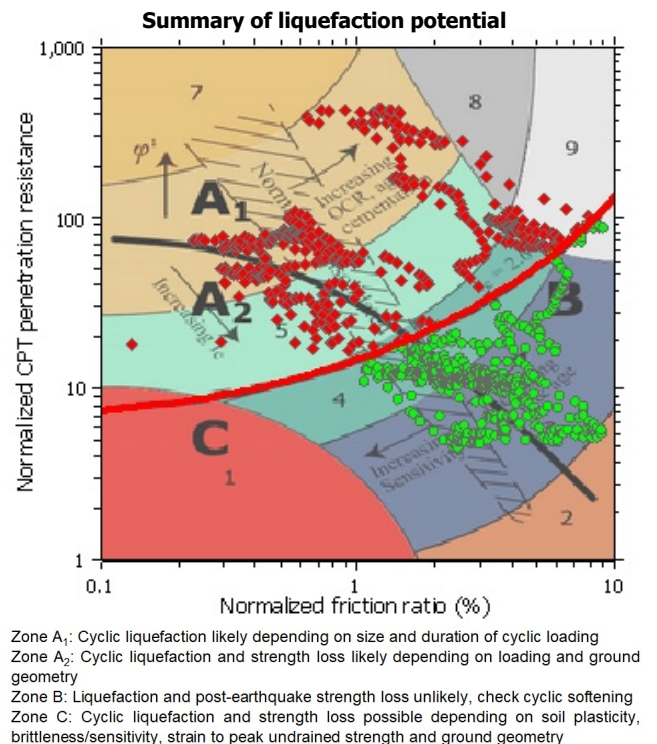 Summary of liquefaction potential
1,000
7
8
φ'
9
Increasing
OCR, ag
cementa
Normalized CPT penetration resistance
A1
100
B
A2
Increasing Ic
5
10
4
C
Increasing
Sensitivity
1
2
1
0.1
1
10
Normalized friction ratio (%)
Zone A1: Cyclic liquefaction likely depending on size and duration of cyclic loading
Zone A2: Cyclic liquefaction and strength loss likely depending on loading and ground
geometry
Zone B: Liquefaction and post-earthquake strength loss unlikely, check cyclic softening
Zone C: Cyclic liquefaction and strength loss possible depending on soil plasticity,
brittleness/sensitivity, strain to peak undrained strength and ground geometry